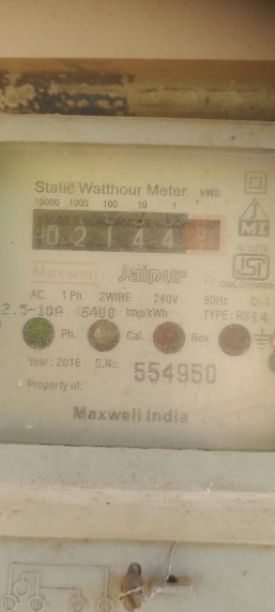 Static Watthour Meter kWh
10000 1000 100 10 1
0 2 1 4 4
Maxwell Jaipur
AC. 1 Ph. 2WIRE 240V 50Hz
2.5-10A 6400 Imp/kWh TYPE: RS14
Ph. Cal. Rev.
Year: 2016 S.No. 554950
Property of:
Maxwell India